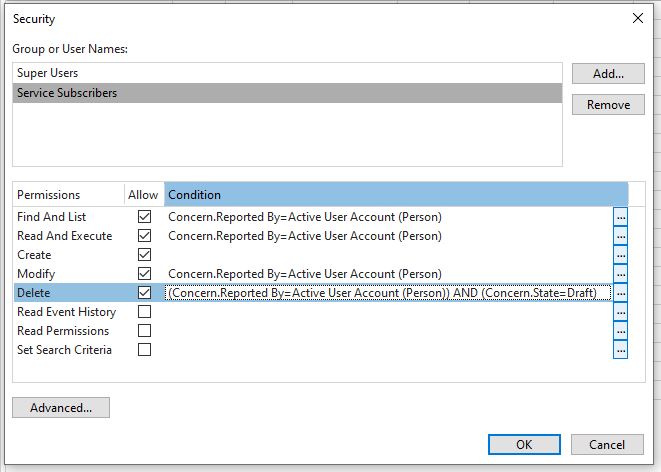 Security
Group or User Names:
Super Users
Service Subscribers
Add...
Remove
Permissions Allow Condition
Find And List Concern.Reported By=Active User Account (Person) ...
Read And Execute Concern.Reported By=Active User Account (Person) ...
Create ...
Modify Concern.Reported By=Active User Account (Person) ...
Delete (Concern.Reported By=Active User Account (Person)) AND (Concern.State=Draft) ...
Read Event History ...
Read Permissions ...
Set Search Criteria ...
Advanced...
OK Cancel